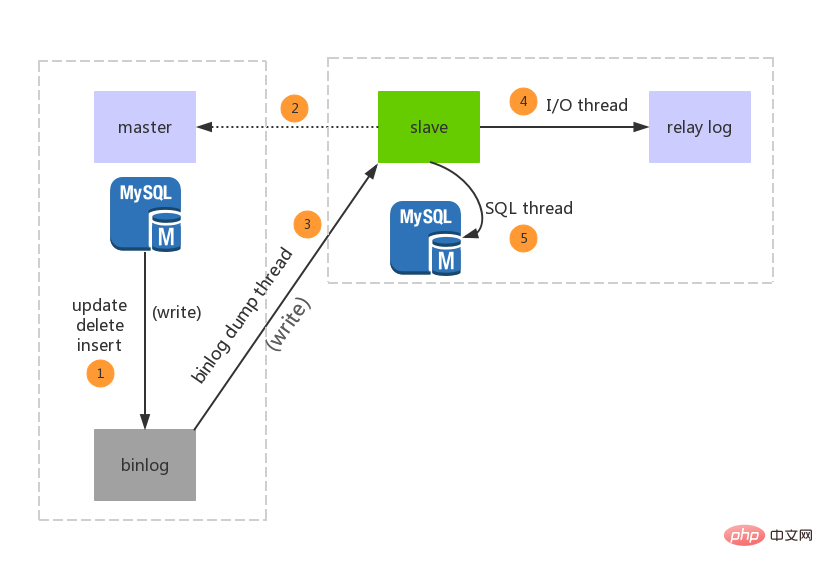 master
2
slave
4
I/O thread
relay log
MySQL
M
3
MySQL
M
SQL thread
5
update
delete
insert
(write)
1
binlog dump thread
(write)
binlog
php 中文网